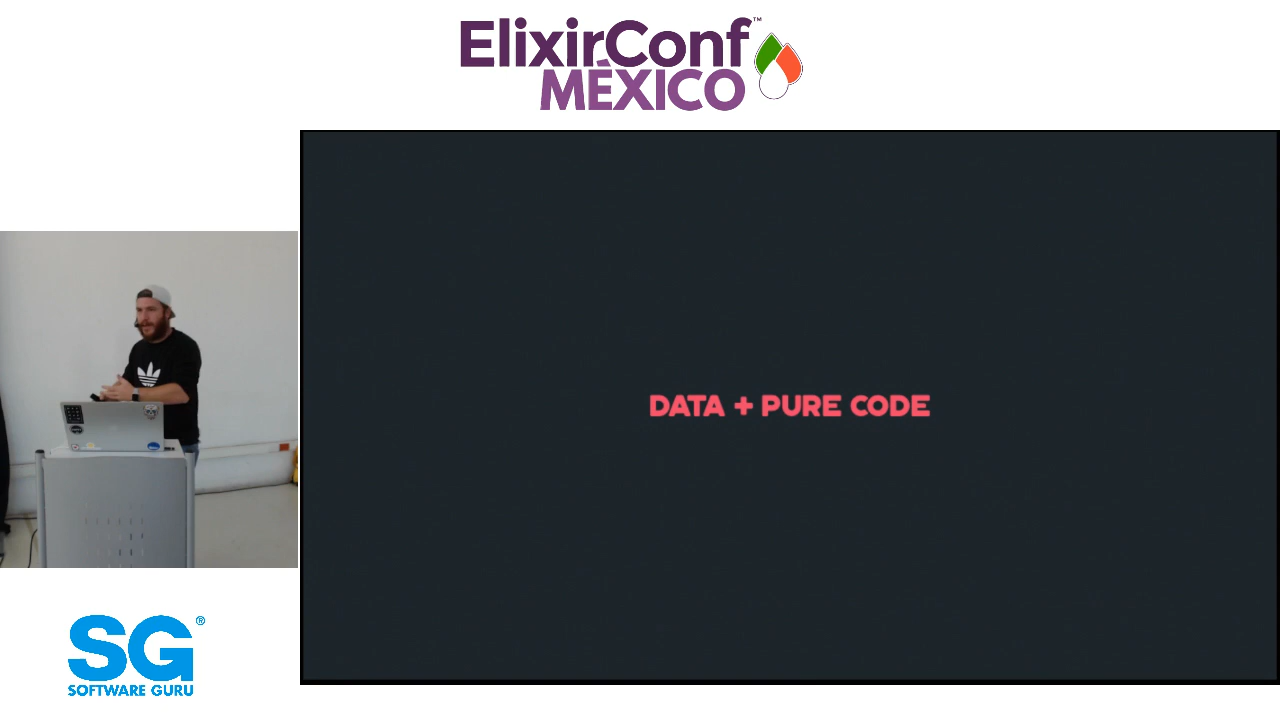 ElixirConf™
MÉXICO
DATA + PURE CODE
SG®
SOFTWARE GURU